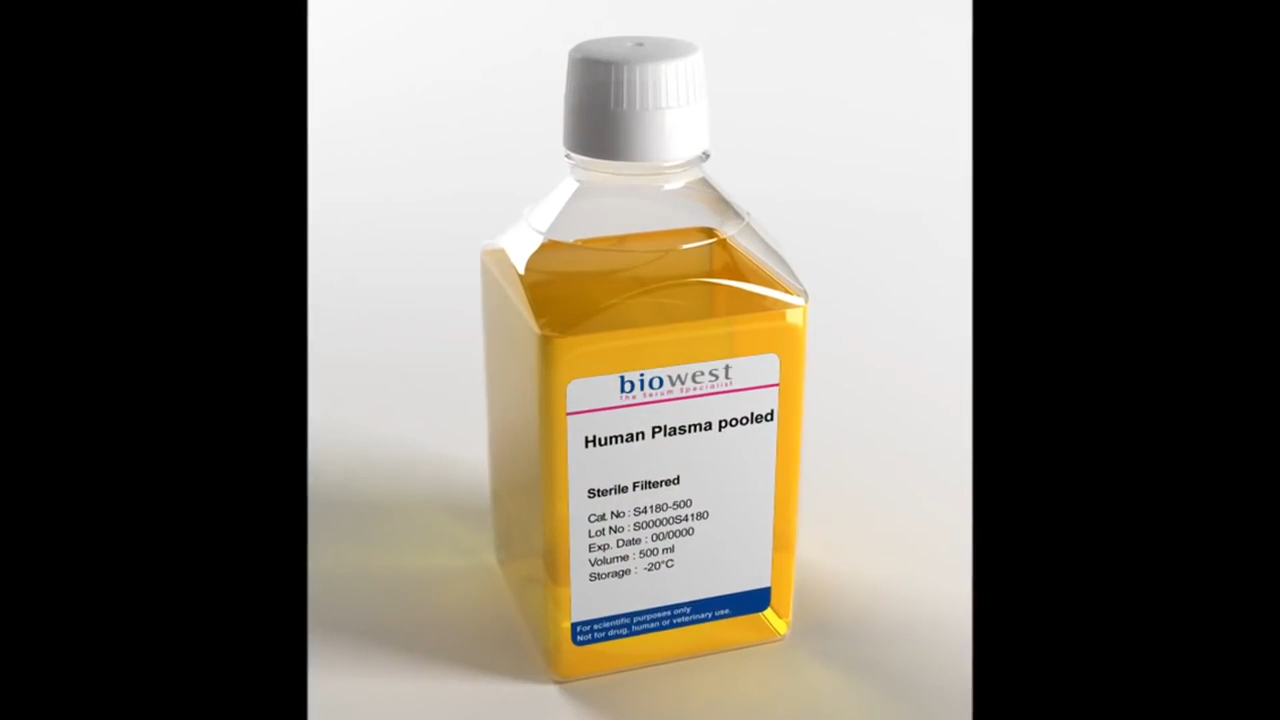 biowest
the Serum Specialist
Human Plasma pooled
Sterile Filtered
Cat. No : S4180-500
Lot No : S00000S4180
Exp. Date : 00/0000
Volume : 500 ml
Storage : -20°C
For scientific purposes only
Not for drug, human or veterinary use.